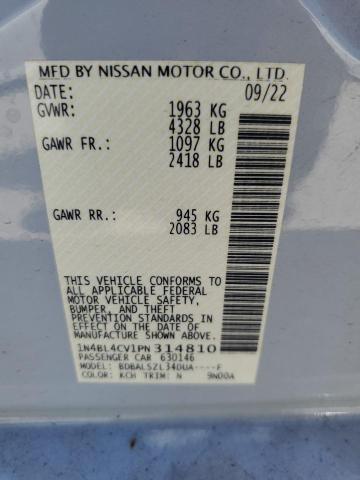 MFD BY NISSAN MOTOR CO., LTD.
DATE: 09/22
GVWR: 1963 KG
4328 LB
GAWR FR.: 1097 KG
2418 LB
GAWR RR.: 945 KG
2083 LB
THIS VEHICLE CONFORMS TO
ALL APPLICABLE FEDERAL
MOTOR VEHICLE SAFETY,
BUMPER, AND THEFT
PREVENTION STANDARDS IN
EFFECT ON THE DATE OF
MANUFACTURE SHOWN ABOVE.
1N4BL4CV1PN314810
PASSENGER CAR 630146
MODEL: BDBALSZL34DUA----F
COLOR: KCH TRIM: N 9N00A